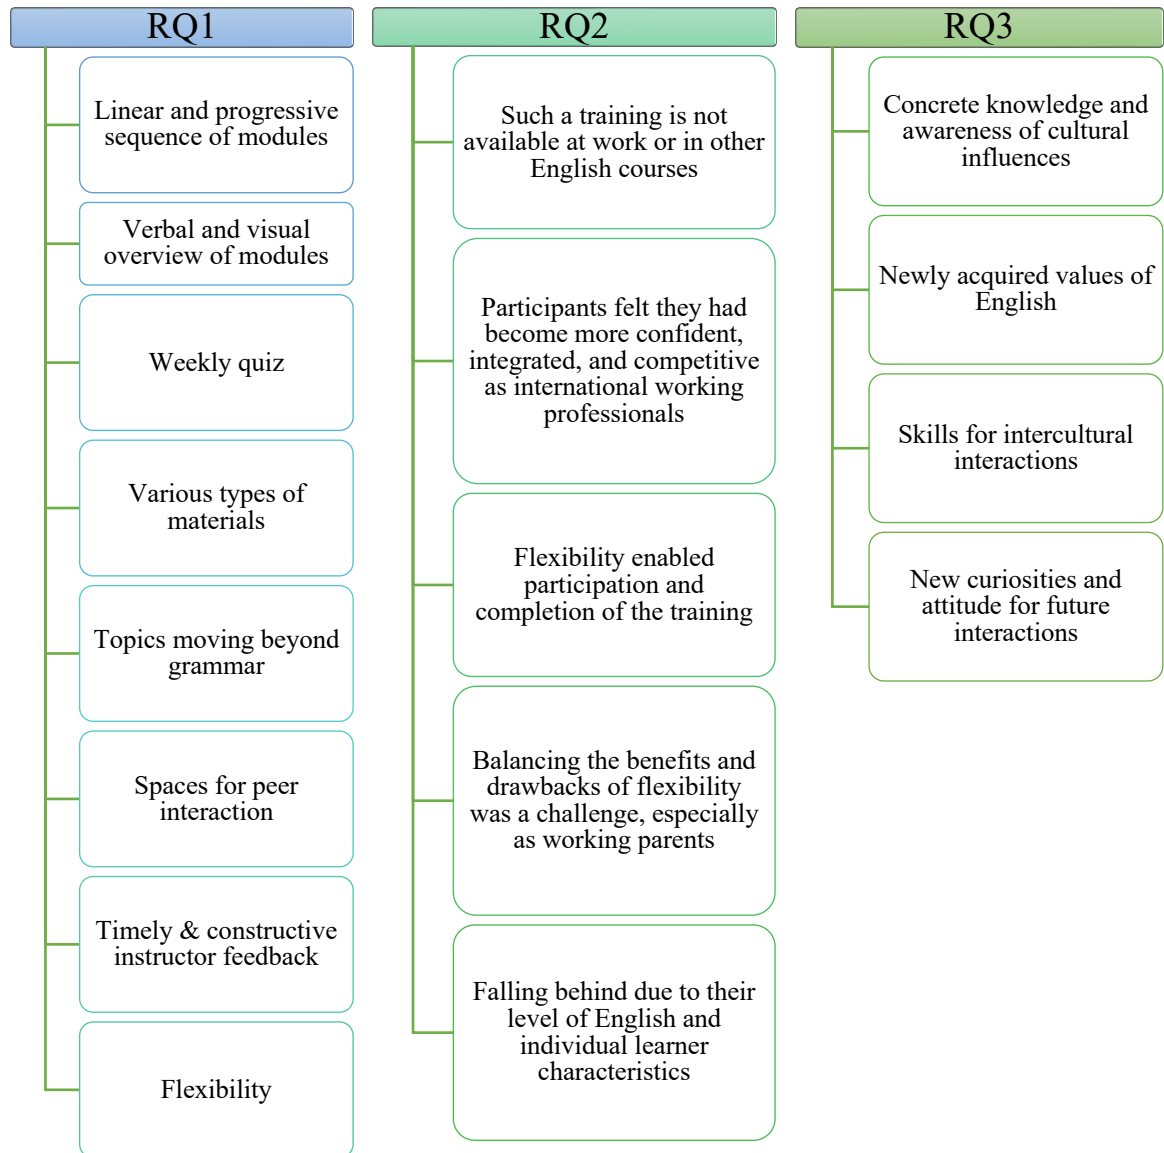 RQ1
Linear and progressive
sequence of modules
Verbal and visual
overview of modules
Weekly quiz
Various types of
materials
Topics moving beyond
grammar
Spaces for peer
interaction
Timely & constructive
instructor feedback
Flexibility
RQ2
Such a training is not
available at work or in other
English courses
Participants felt they had
become more confident,
integrated, and competitive
as international working
professionals
Flexibility enabled
participation and
completion of the training
Balancing the benefits and
drawbacks of flexibility
was a challenge, especially
as working parents
Falling behind due to their
level of English and
individual learner
characteristics
RQ3
Concrete knowledge and
awareness of cultural
influences
Newly acquired values of
English
Skills for intercultural
interactions
New curiosities and
attitude for future
interactions